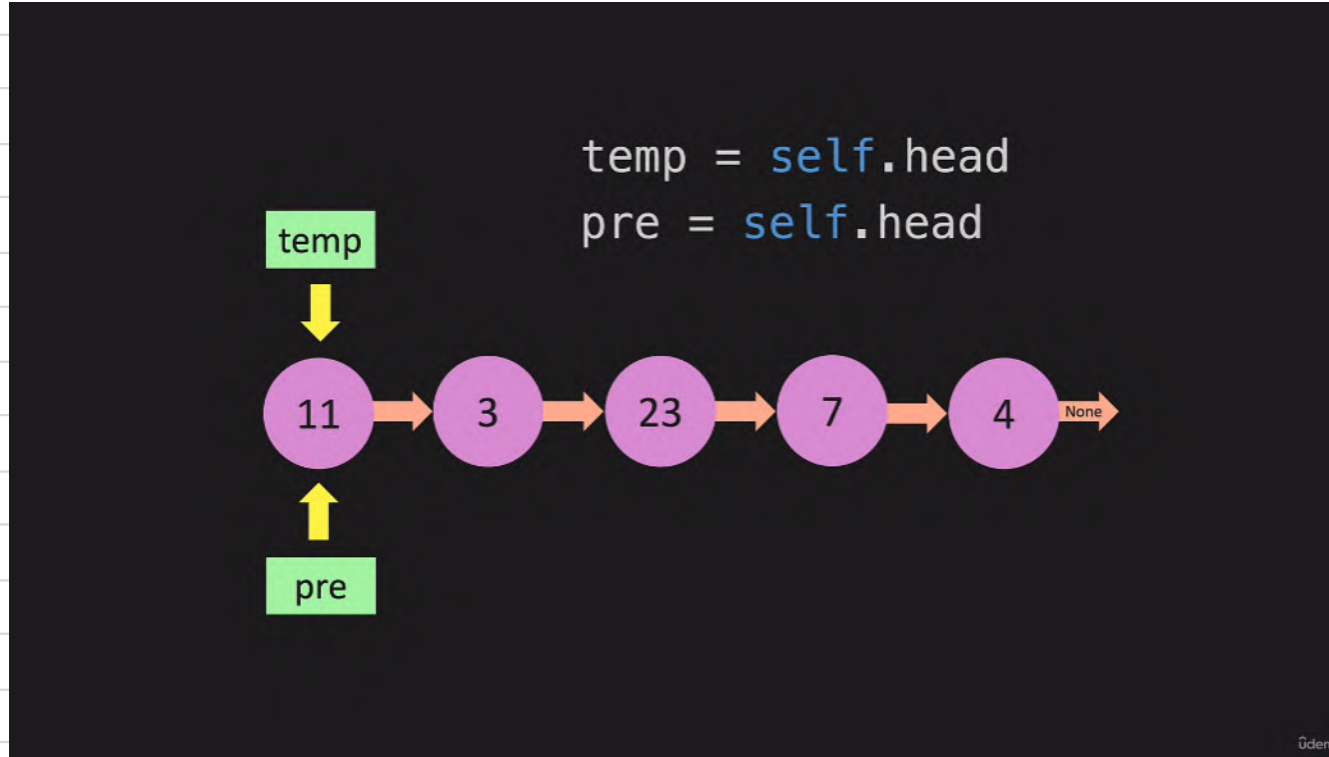 temp = self.head
pre = self.head
temp
11
3
23
7
4
None
pre